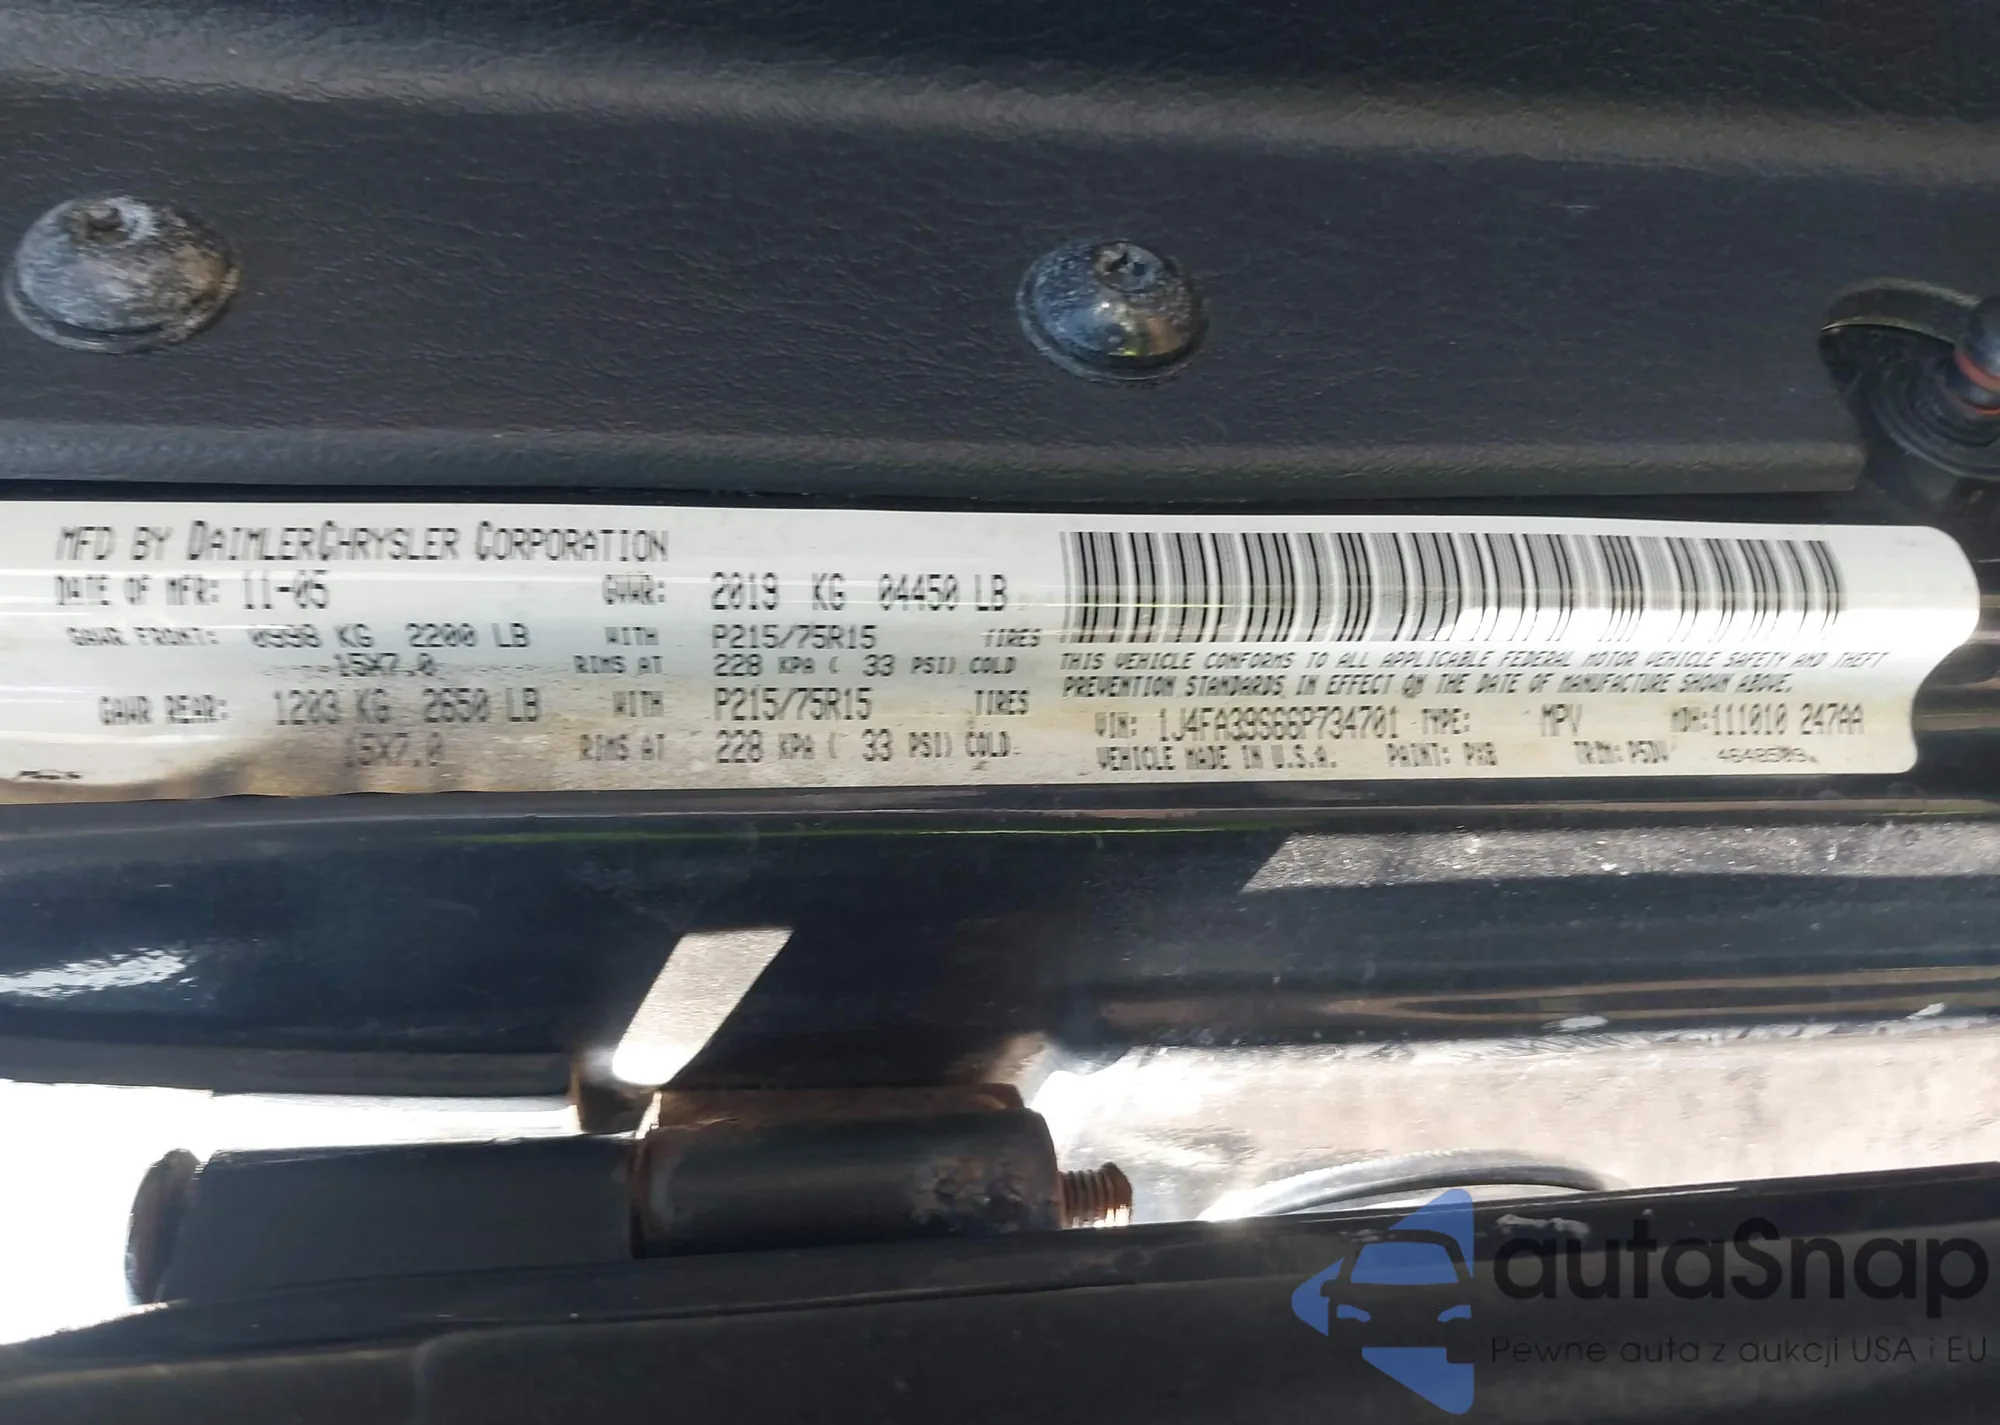 MFD BY DAIMLERCHRYSLER CORPORATION
DATE OF MFR: 11-05 GVWR: 2019 KG 04450 LB
GAWR FRONT: 0998 KG 2200 LB WITH P215/75R15 TIRES
15X7.0 RIMS AT 228 KPA ( 33 PSI) COLD
GAWR REAR: 1203 KG 2650 LB WITH P215/75R15 TIRES
15X7.0 RIMS AT 228 KPA ( 33 PSI) COLD
THIS VEHICLE CONFORMS TO ALL APPLICABLE FEDERAL MOTOR VEHICLE SAFETY AND THEFT
PREVENTION STANDARDS IN EFFECT ON THE DATE OF MANUFACTURE SHOWN ABOVE.
VIN: 1J4FA39S66P734701 TYPE: MPV MDH:111010 247AA
VEHICLE MADE IN U.S.A. PAINT: PX8 TRIM: P5DV
autaSnap
Pewne auta z aukcji USA i EU